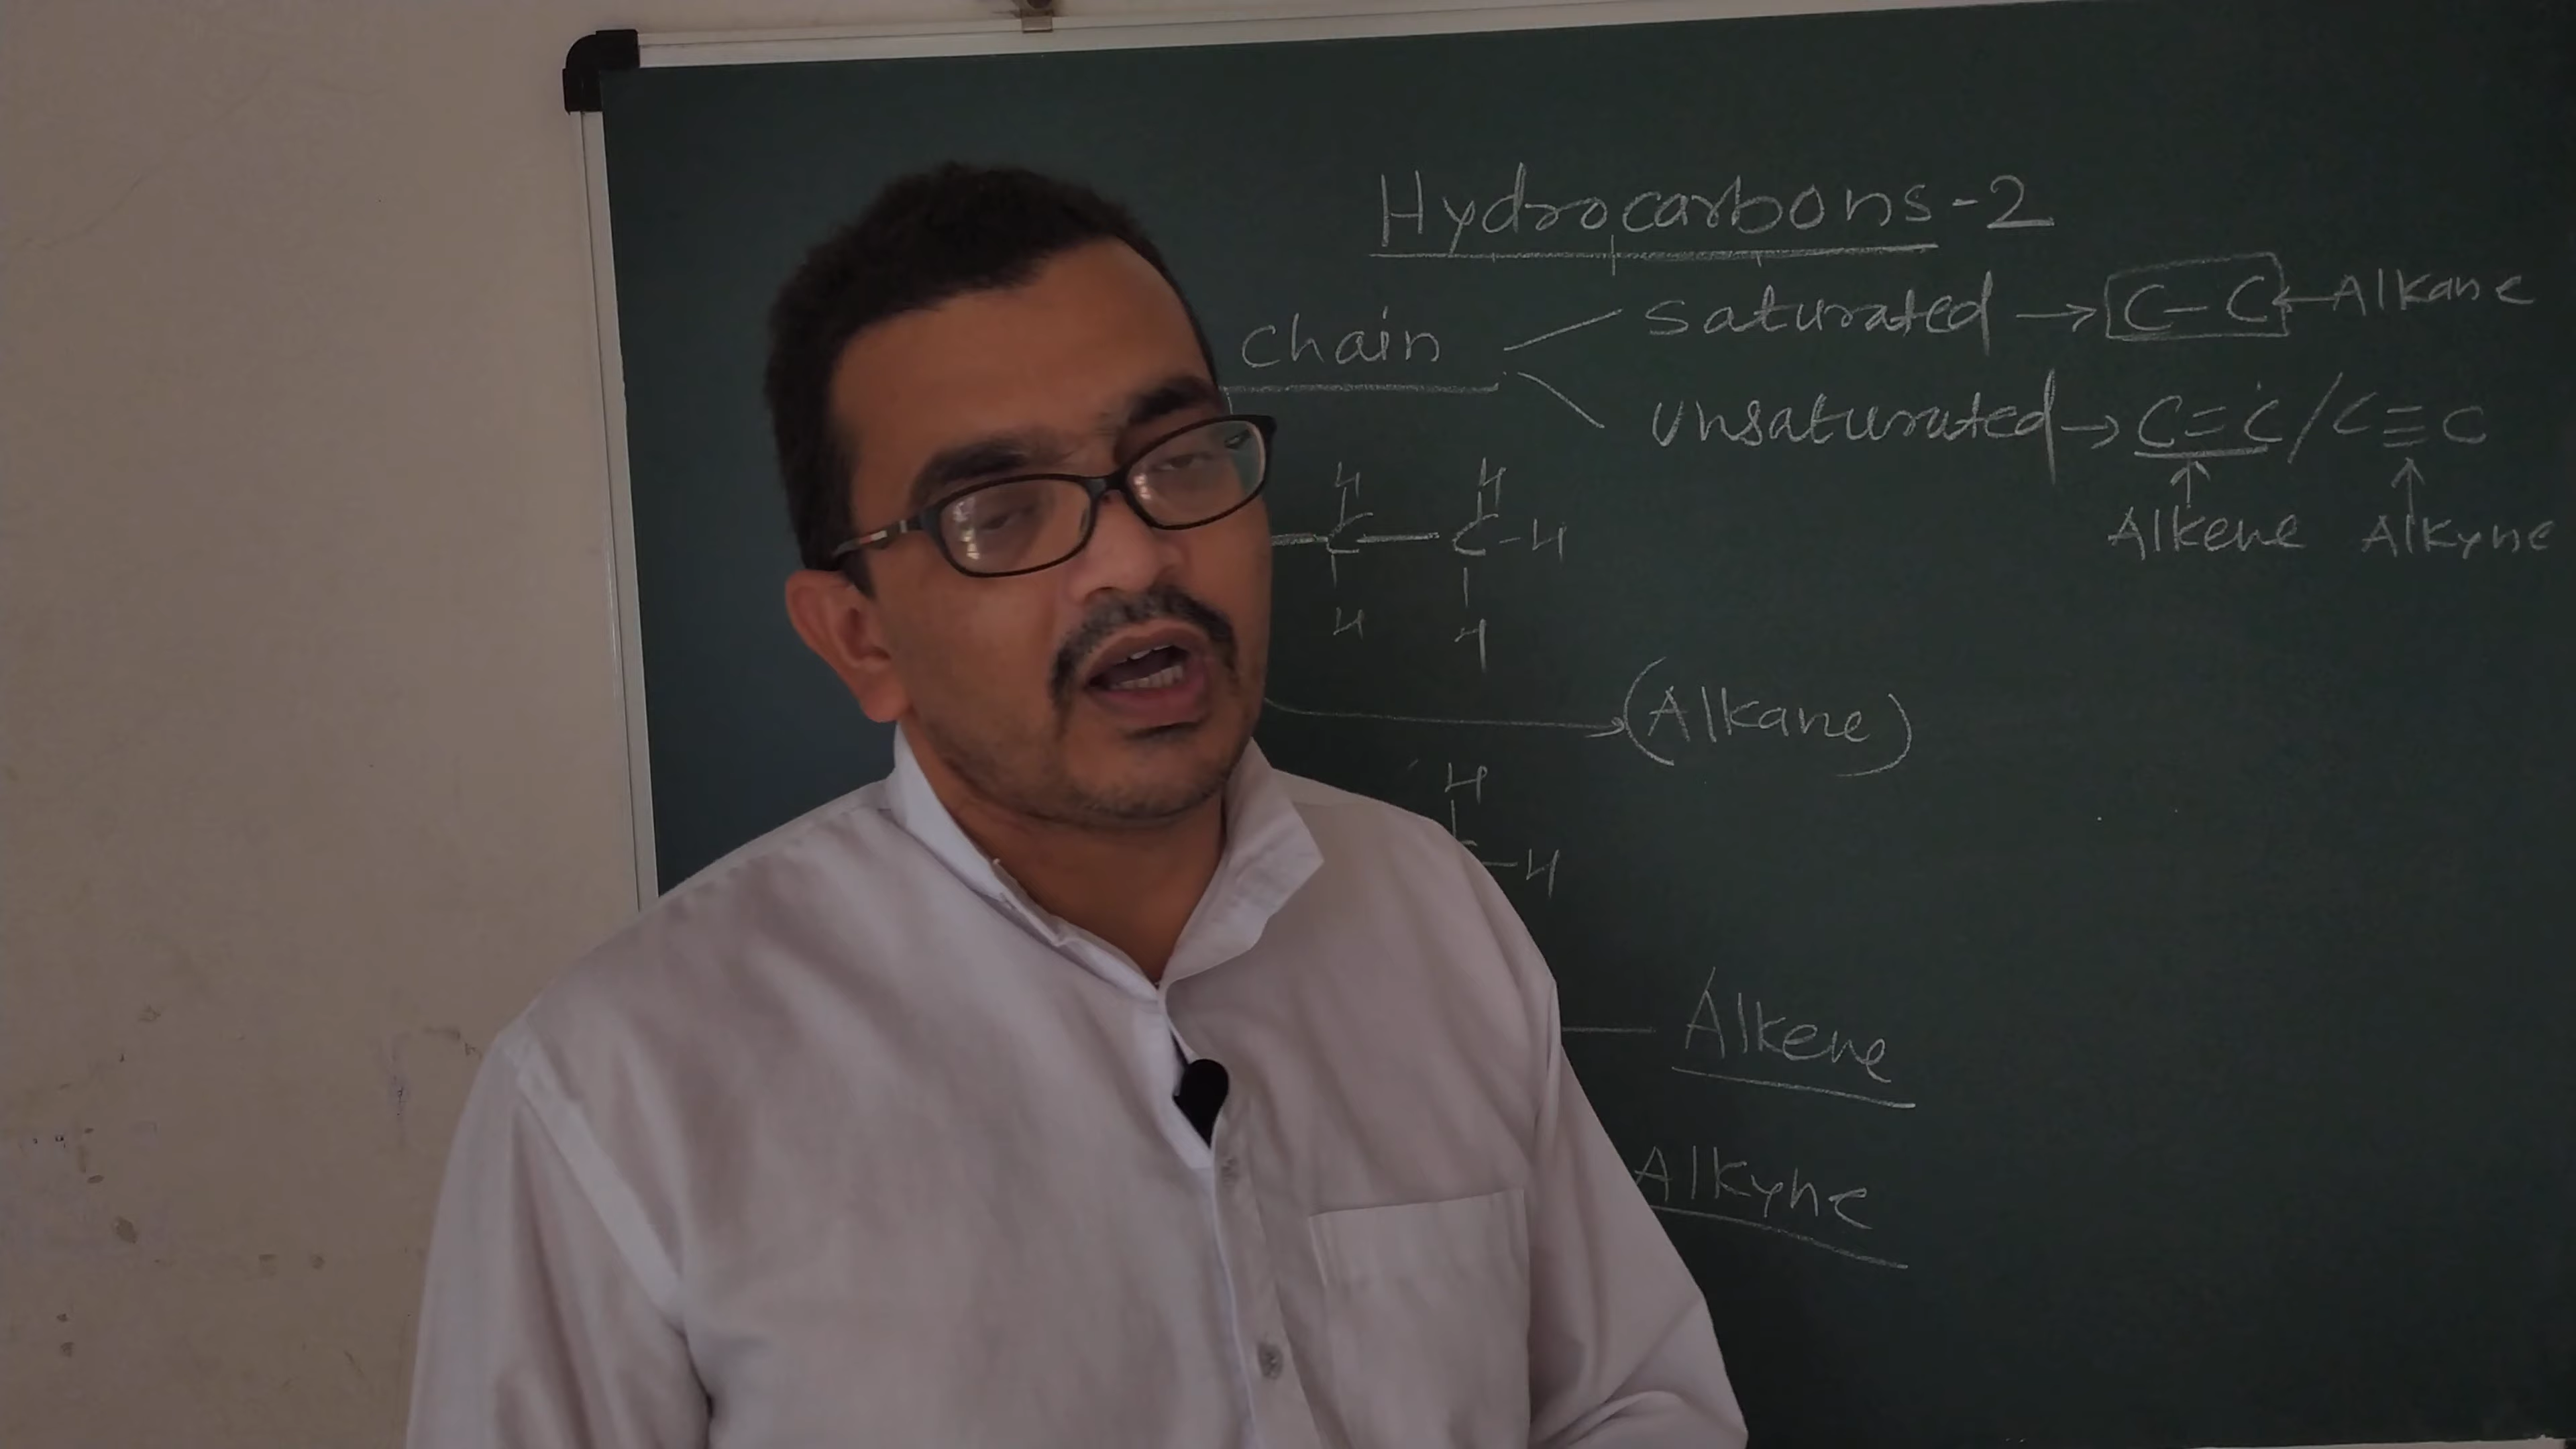 Hydrocarbons-2
chain
saturated → C-C ← Alkane
unsaturated → C=C / C≡C
↑ ↑
Alkene Alkyne
H H
-C-C-H
H H
→ (Alkane)
H
-H
Alkene
Alkyne